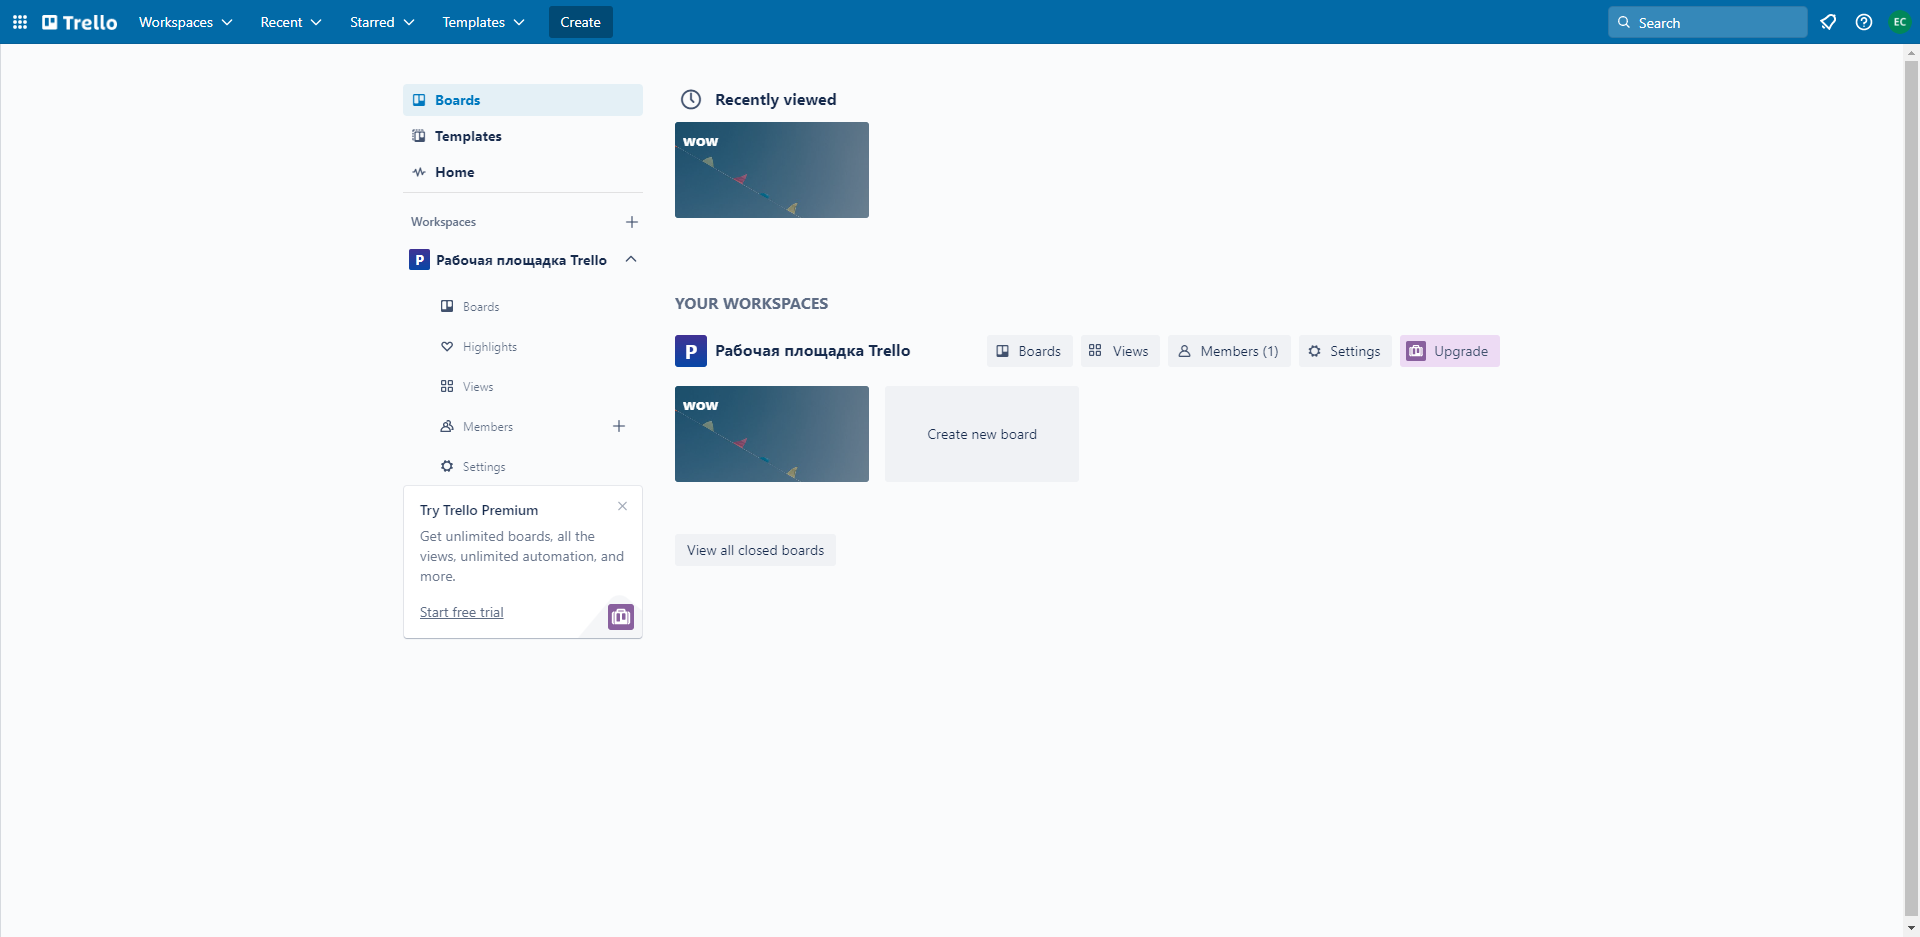 Trello Workspaces Recent Starred Templates Create Search EC
Boards
Templates
Home
Workspaces
P Рабочая площадка Trello
Boards
Highlights
Views
Members
Settings
Try Trello Premium
Get unlimited boards, all the
views, unlimited automation, and
more.
Start free trial
Recently viewed
wow
YOUR WORKSPACES
P Рабочая площадка Trello Boards Views Members (1) Settings Upgrade
wow
Create new board
View all closed boards